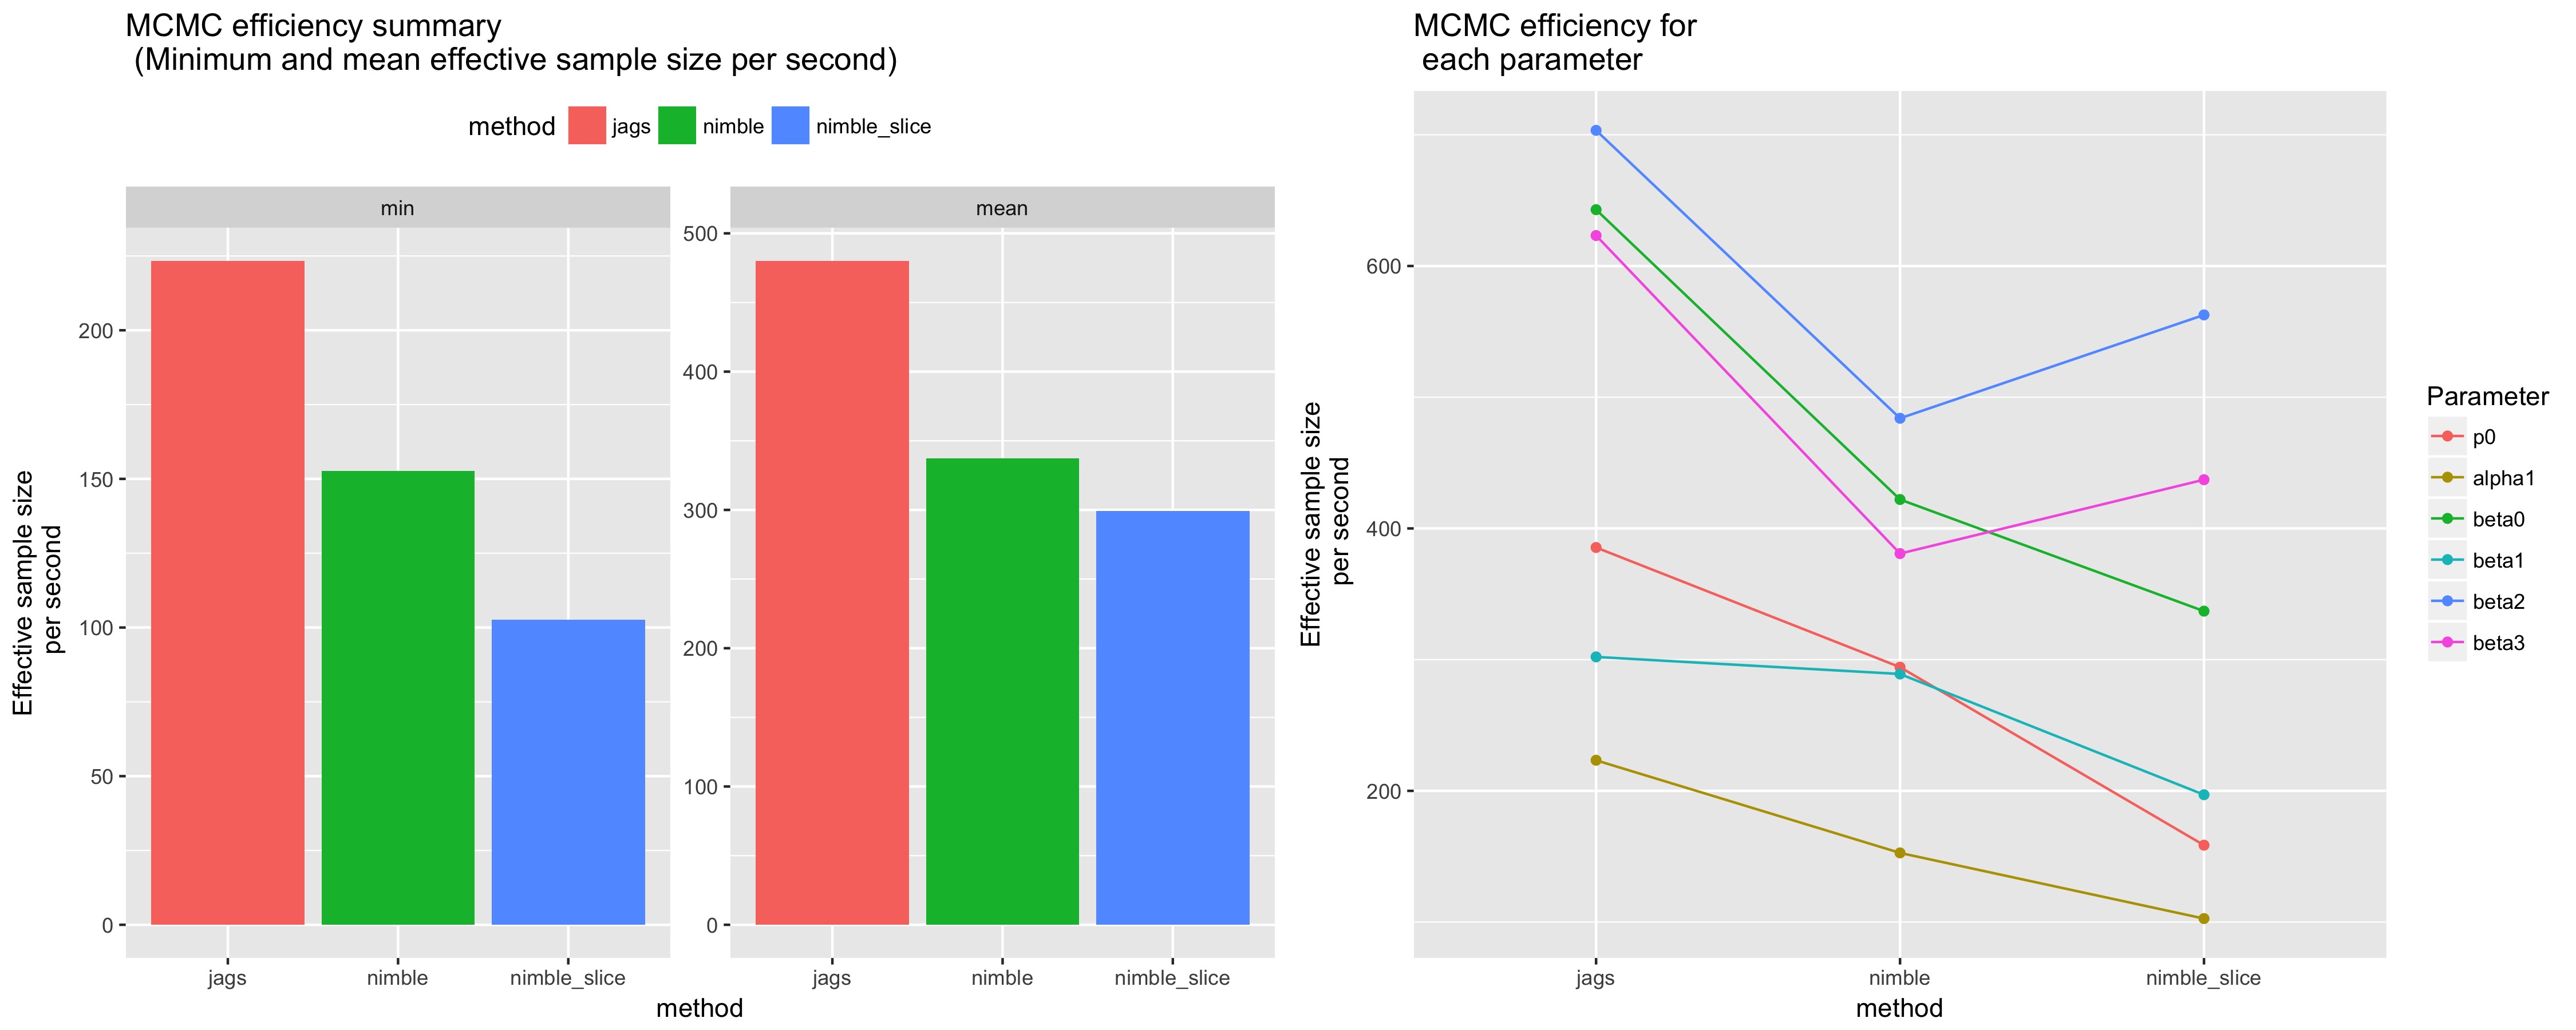 MCMC efficiency summary
(Minimum and mean effective sample size per second)
method jags nimble nimble_slice
min
mean
Effective sample size
per second
200
150
100
50
0
500
400
300
200
100
0
jags nimble nimble_slice
jags nimble nimble_slice
method
MCMC efficiency for
each parameter
Effective sample size
per second
600
400
200
jags nimble nimble_slice
method
Parameter
p0
alpha1
beta0
beta1
beta2
beta3